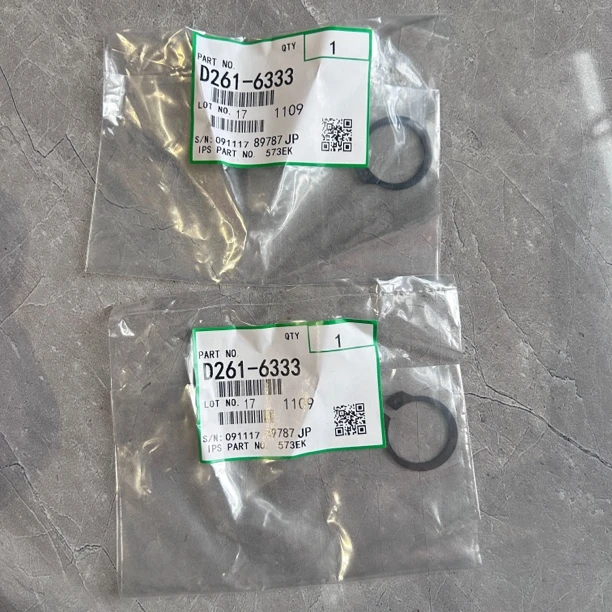 QTY 1
PART NO.
D261-6333
LOT NO. 17 1109
S/N: 091117 89787 JP
IPS PART NO. 573EK
QTY 1
PART NO.
D261-6333
LOT NO. 17 1109
S/N: 091117 89787 JP
IPS PART NO. 573EK